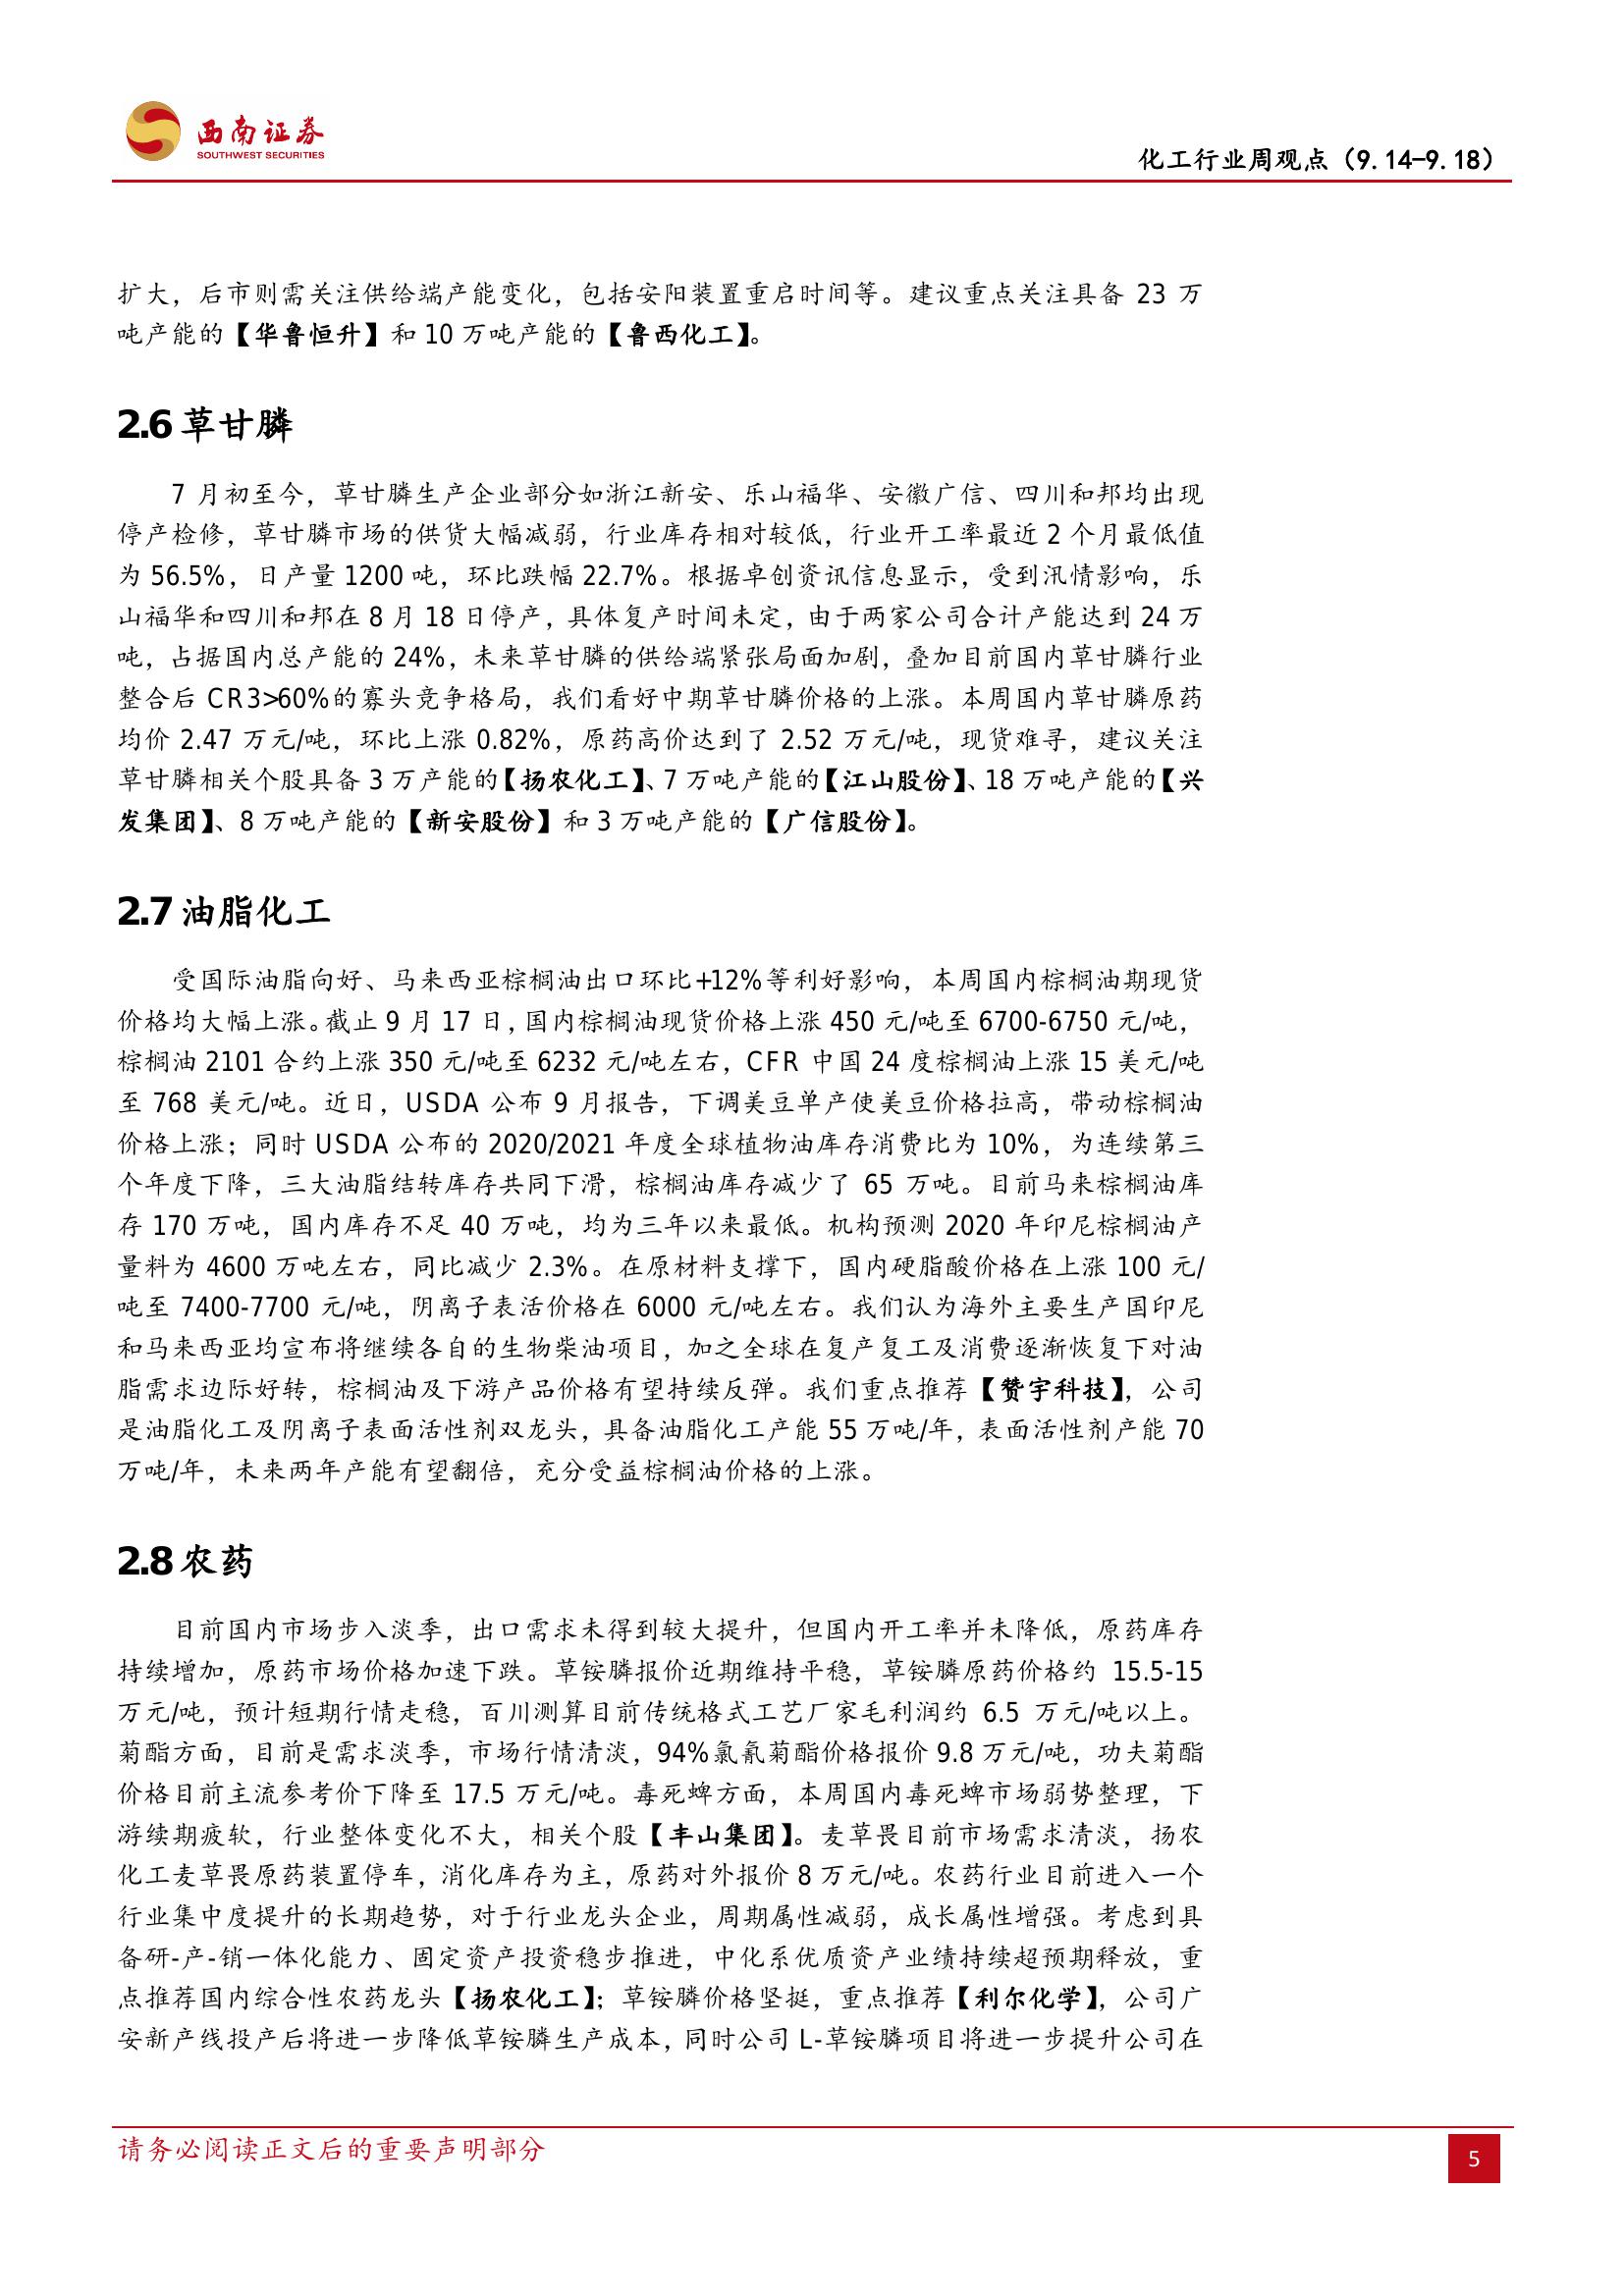 西南证券
SOUTHWEST SECURITIES
化工行业周观点（9.14-9.18）
扩大，后市则需关注供给端产能变化，包括安阳装置重启时间等。建议重点关注具备 23 万
吨产能的【华鲁恒升】和 10 万吨产能的【鲁西化工】。
2.6 草甘膦
7 月初至今，草甘膦生产企业部分如浙江新安、乐山福华、安徽广信、四川和邦均出现
停产检修，草甘膦市场的供货大幅减弱，行业库存相对较低，行业开工率最近 2 个月最低值
为 56.5%，日产量 1200 吨，环比跌幅 22.7%。根据卓创资讯信息显示，受到汛情影响，乐
山福华和四川和邦在 8 月 18 日停产，具体复产时间未定，由于两家公司合计产能达到 24 万
吨，占据国内总产能的 24%，未来草甘膦的供给端紧张局面加剧，叠加目前国内草甘膦行业
整合后 CR3>60%的寡头竞争格局，我们看好中期草甘膦价格的上涨。本周国内草甘膦原药
均价 2.47 万元/吨，环比上涨 0.82%，原药高价达到了 2.52 万元/吨，现货难寻，建议关注
草甘膦相关个股具备 3 万产能的【扬农化工】、7 万吨产能的【江山股份】、18 万吨产能的【兴
发集团】、8 万吨产能的【新安股份】和 3 万吨产能的【广信股份】。
2.7 油脂化工
受国际油脂向好、马来西亚棕榈油出口环比+12%等利好影响，本周国内棕榈油期现货
价格均大幅上涨。截止 9 月 17 日，国内棕榈油现货价格上涨 450 元/吨至 6700-6750 元/吨，
棕榈油 2101 合约上涨 350 元/吨至 6232 元/吨左右，CFR 中国 24 度棕榈油上涨 15 美元/吨
至 768 美元/吨。近日，USDA 公布 9 月报告，下调美豆单产使美豆价格拉高，带动棕榈油
价格上涨；同时 USDA 公布的 2020/2021 年度全球植物油库存消费比为 10%，为连续第三
个年度下降，三大油脂结转库存共同下滑，棕榈油库存减少了 65 万吨。目前马来棕榈油库
存 170 万吨，国内库存不足 40 万吨，均为三年以来最低。机构预测 2020 年印尼棕榈油产
量料为 4600 万吨左右，同比减少 2.3%。在原材料支撑下，国内硬脂酸价格在上涨 100 元/
吨至 7400-7700 元/吨，阴离子表活价格在 6000 元/吨左右。我们认为海外主要生产国印尼
和马来西亚均宣布将继续各自的生物柴油项目，加之全球在复产复工及消费逐渐恢复下对油
脂需求边际好转，棕榈油及下游产品价格有望持续反弹。我们重点推荐【赞宇科技】，公司
是油脂化工及阴离子表面活性剂双龙头，具备油脂化工产能 55 万吨/年，表面活性剂产能 70
万吨/年，未来两年产能有望翻倍，充分受益棕榈油价格的上涨。
2.8 农药
目前国内市场步入淡季，出口需求未得到较大提升，但国内开工率并未降低，原药库存
持续增加，原药市场价格加速下跌。草铵膦报价近期维持平稳，草铵膦原药价格约 15.5-15
万元/吨，预计短期行情走稳，百川测算目前传统格式工艺厂家毛利润约 6.5 万元/吨以上。
菊酯方面，目前是需求淡季，市场行情清淡，94%氯氰菊酯价格报价 9.8 万元/吨，功夫菊酯
价格目前主流参考价下降至 17.5 万元/吨。毒死蜱方面，本周国内毒死蜱市场弱势整理，下
游续期疲软，行业整体变化不大，相关个股【丰山集团】。麦草畏目前市场需求清淡，扬农
化工麦草畏原药装置停车，消化库存为主，原药对外报价 8 万元/吨。农药行业目前进入一个
行业集中度提升的长期趋势，对于行业龙头企业，周期属性减弱，成长属性增强。考虑到具
备研-产-销一体化能力、固定资产投资稳步推进，中化系优质资产业绩持续超预期释放，重
点推荐国内综合性农药龙头【扬农化工】；草铵膦价格坚挺，重点推荐【利尔化学】，公司广
安新产线投产后将进一步降低草铵膦生产成本，同时公司 L-草铵膦项目将进一步提升公司在
请务必阅读正文后的重要声明部分
5